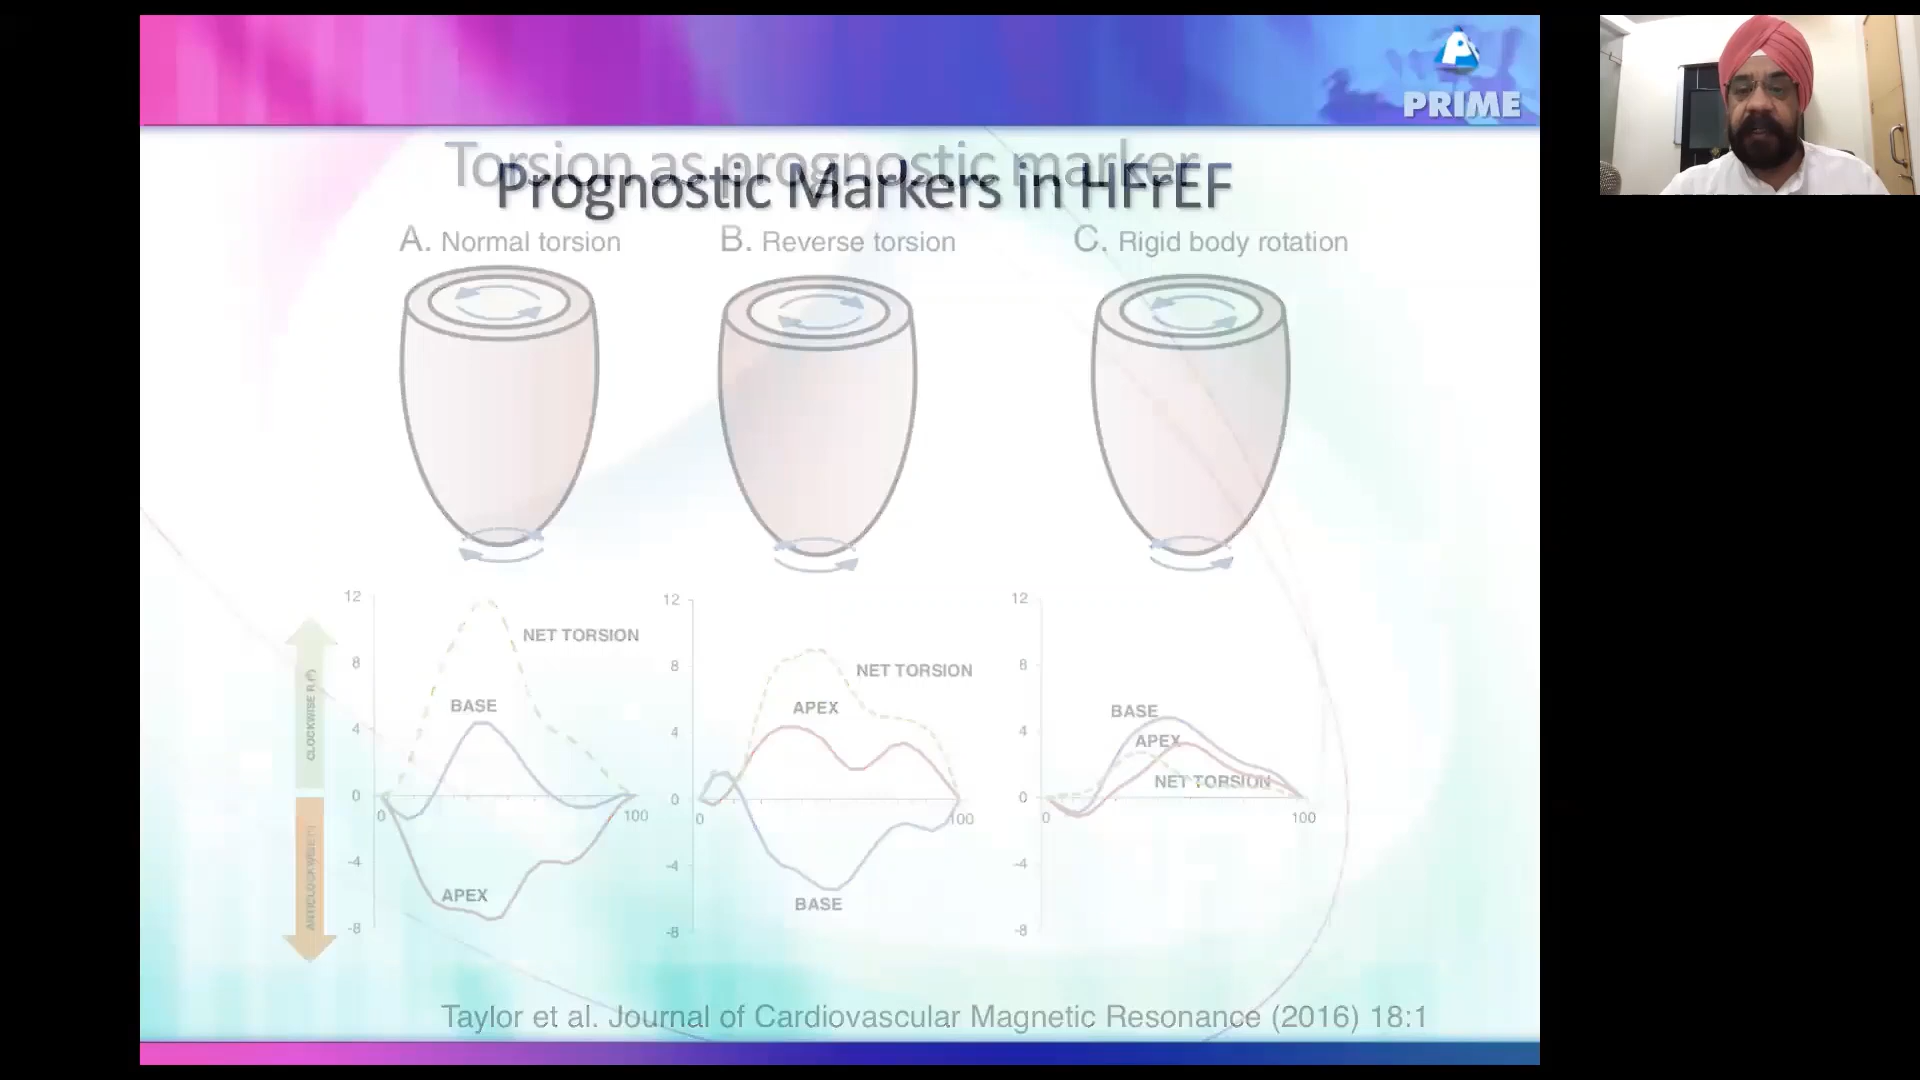 PRIME
Torsion as prognostic marker
Prognostic Markers in HFrEF
A. Normal torsion
B. Reverse torsion
C. Rigid body rotation
12
8
4
0
-4
-8
0
100
NET TORSION
BASE
APEX
CLOCKWISE R (°)
12
8
4
0
-4
-8
0
100
NET TORSION
APEX
BASE
12
8
4
0
-4
-8
0
100
BASE
APEX
NET TORSION
Taylor et al. Journal of Cardiovascular Magnetic Resonance (2016) 18:1